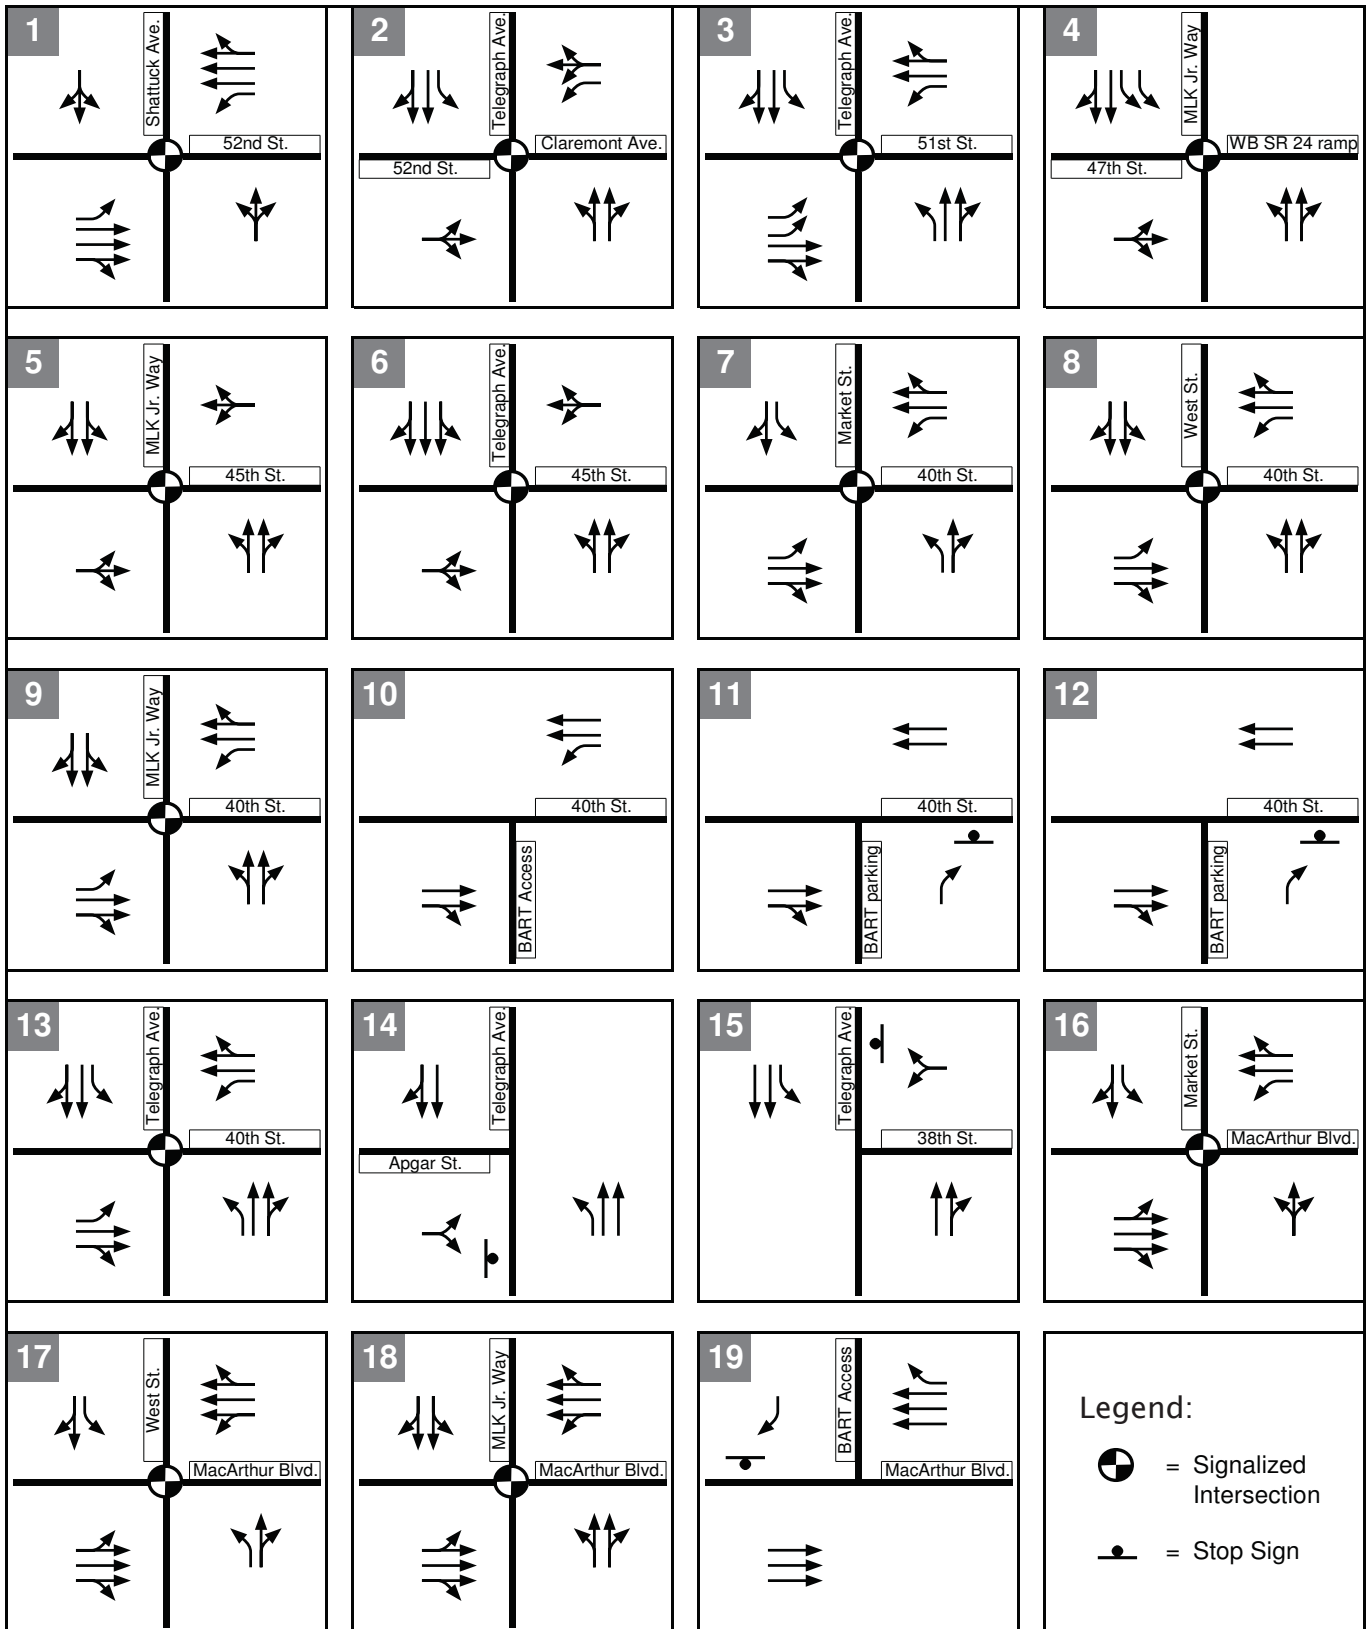 1
Shattuck Ave.
52nd St.
2
Telegraph Ave.
Claremont Ave.
52nd St.
3
Telegraph Ave.
51st St.
4
MLK Jr. Way
WB SR 24 ramp
47th St.
5
MLK Jr. Way
45th St.
6
Telegraph Ave.
45th St.
7
Market St.
40th St.
8
West St.
40th St.
9
MLK Jr. Way
40th St.
10
40th St.
BART Access
11
40th St.
BART parking
12
40th St.
BART parking
13
Telegraph Ave.
40th St.
14
Telegraph Ave.
Apgar St.
15
Telegraph Ave.
38th St.
16
Market St.
MacArthur Blvd.
17
West St.
MacArthur Blvd.
18
MLK Jr. Way
MacArthur Blvd.
19
BART Access
MacArthur Blvd.
Legend:
= Signalized
Intersection
= Stop Sign